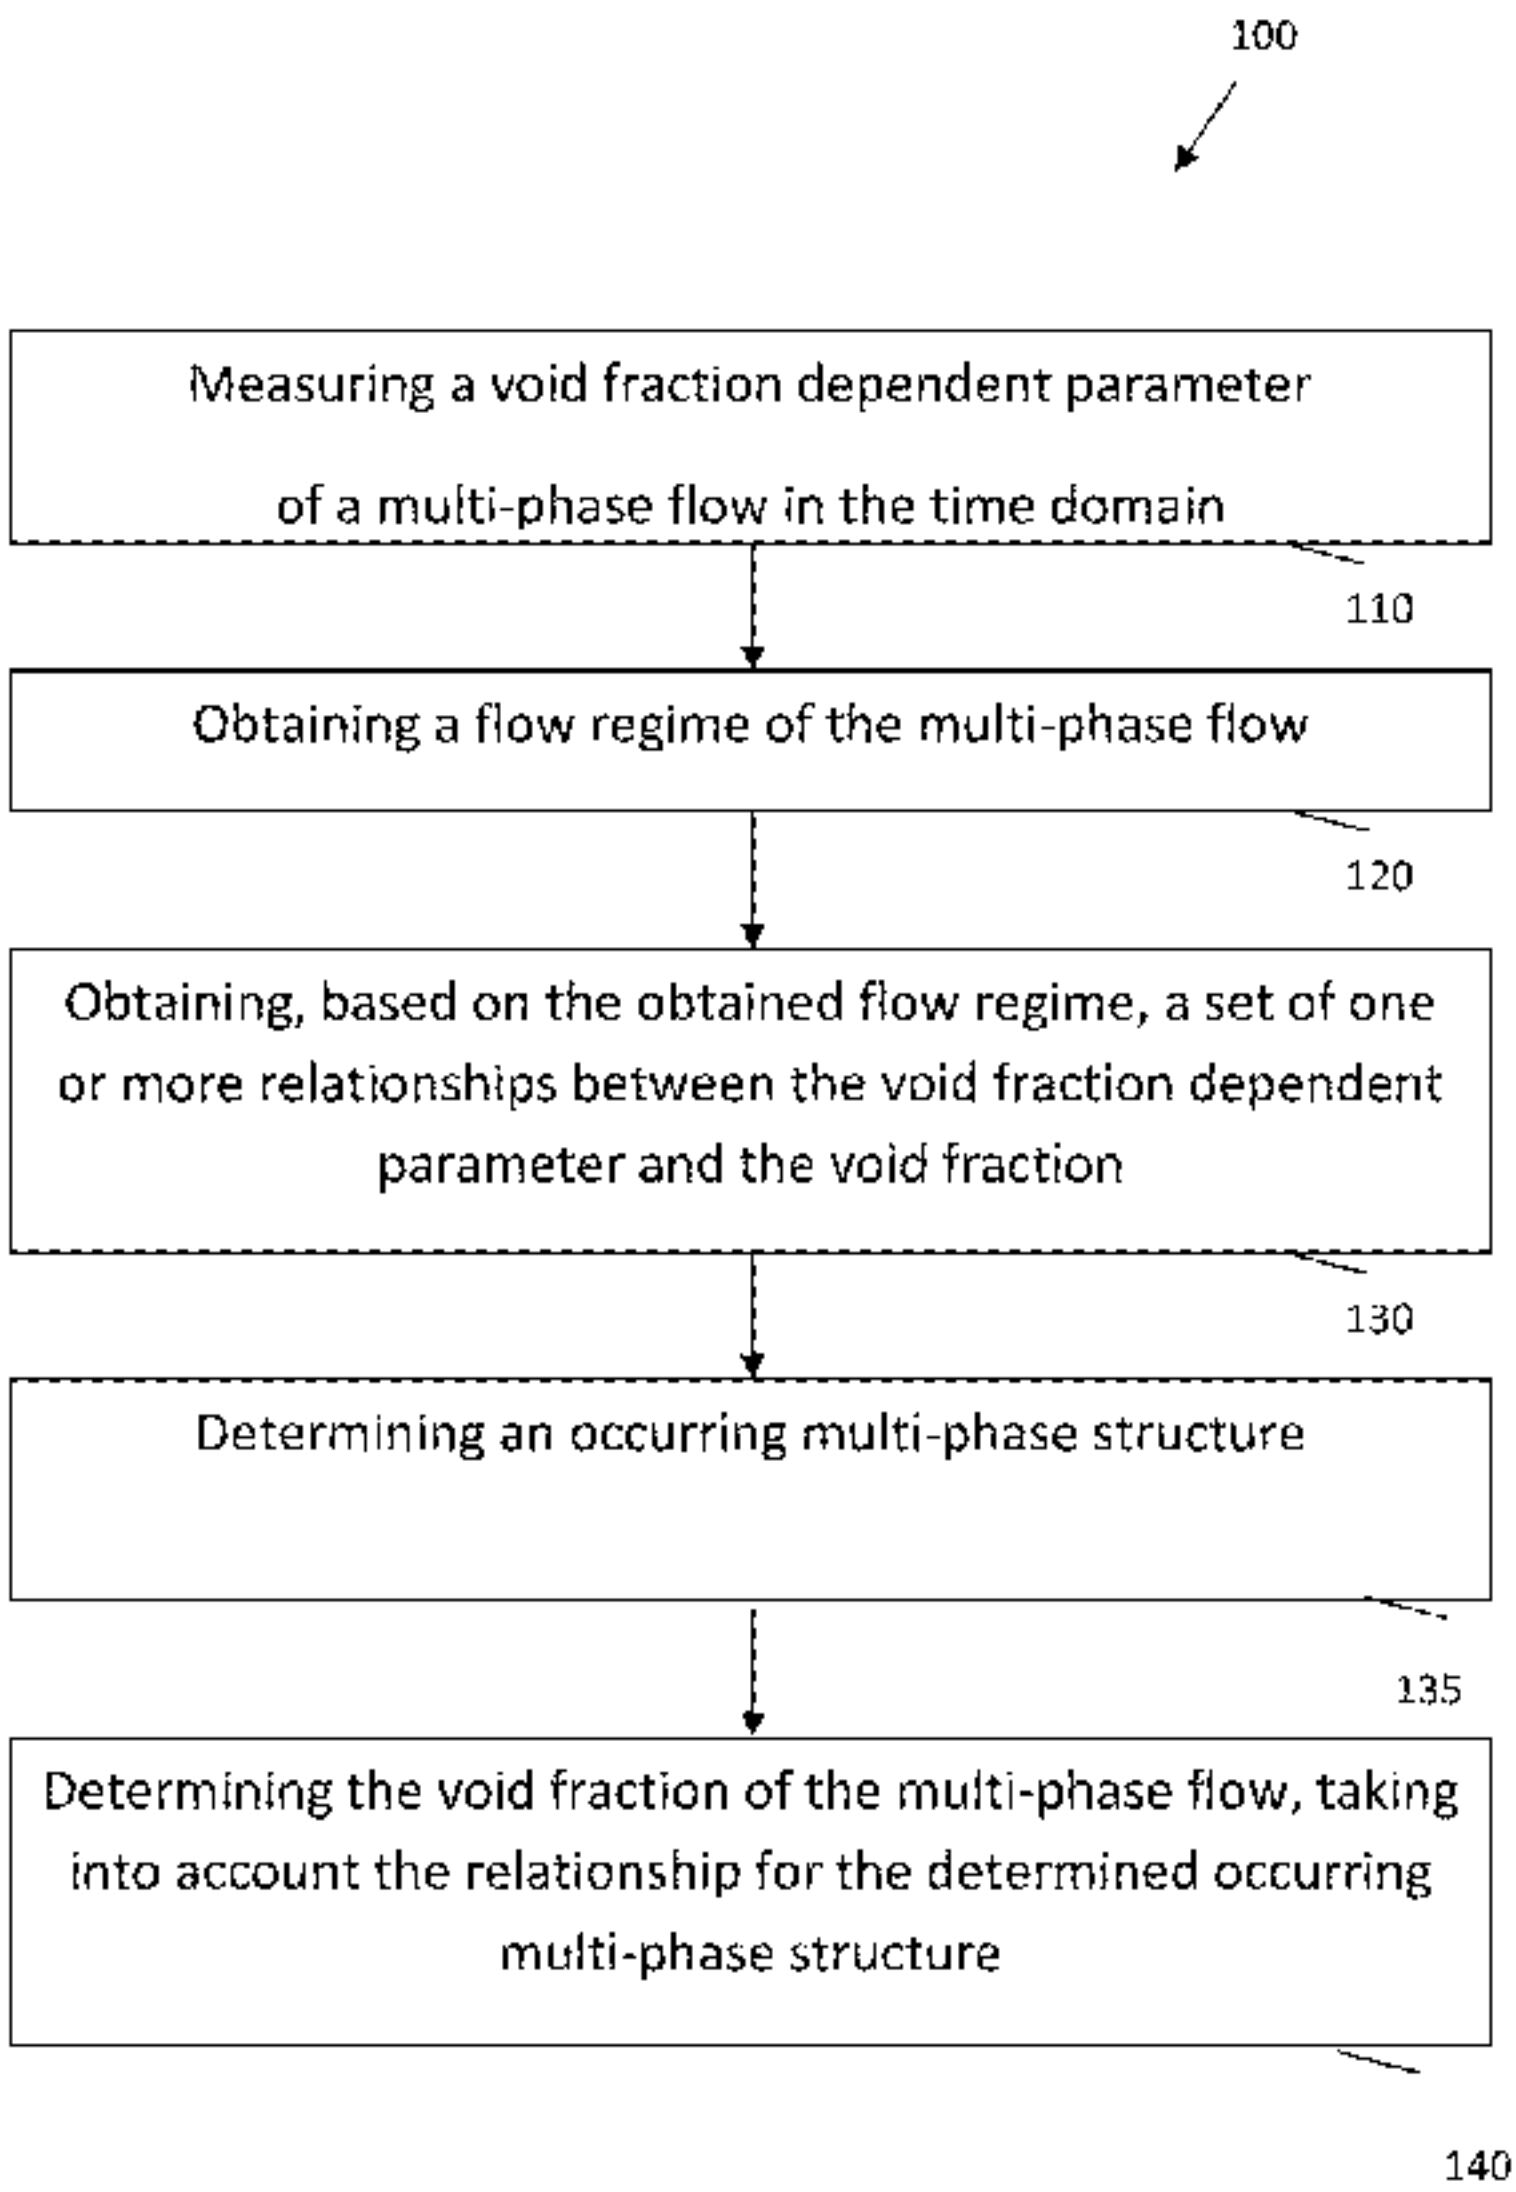 100
Measuring a void fraction dependent parameter
of a multi-phase flow in the time domain
110
Obtaining a flow regime of the multi-phase flow
120
Obtaining, based on the obtained flow regime, a set of one
or more relationships between the void fraction dependent
parameter and the void fraction
130
Determining an occurring multi-phase structure
135
Determining the void fraction of the multi-phase flow, taking
into account the relationship for the determined occurring
multi-phase structure
140